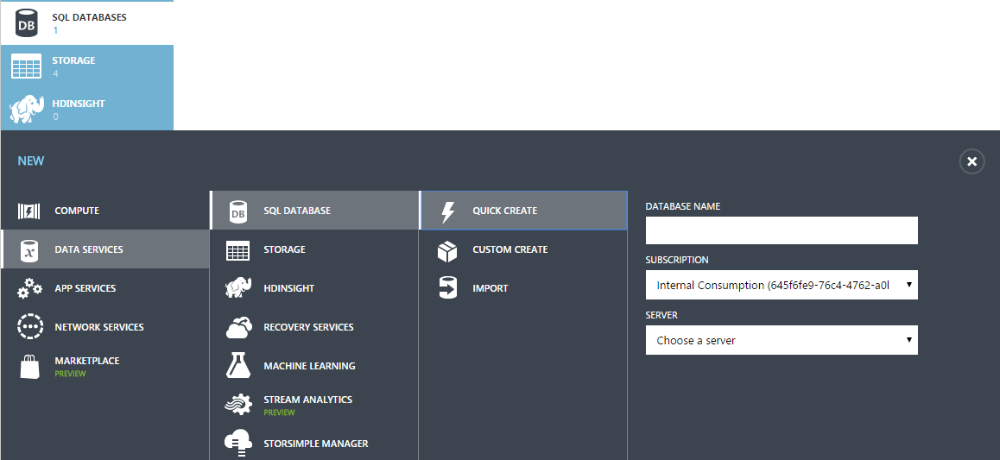 DB
SQL DATABASES
1
STORAGE
4
HDINSIGHT
0
NEW
COMPUTE
DATA SERVICES
APP SERVICES
NETWORK SERVICES
MARKETPLACE
PREVIEW
DB
SQL DATABASE
STORAGE
HDINSIGHT
RECOVERY SERVICES
MACHINE LEARNING
STREAM ANALYTICS
PREVIEW
STORSIMPLE MANAGER
QUICK CREATE
CUSTOM CREATE
IMPORT
DATABASE NAME
SUBSCRIPTION
Internal Consumption (645f6fe9-76c4-4762-a0l
SERVER
Choose a server